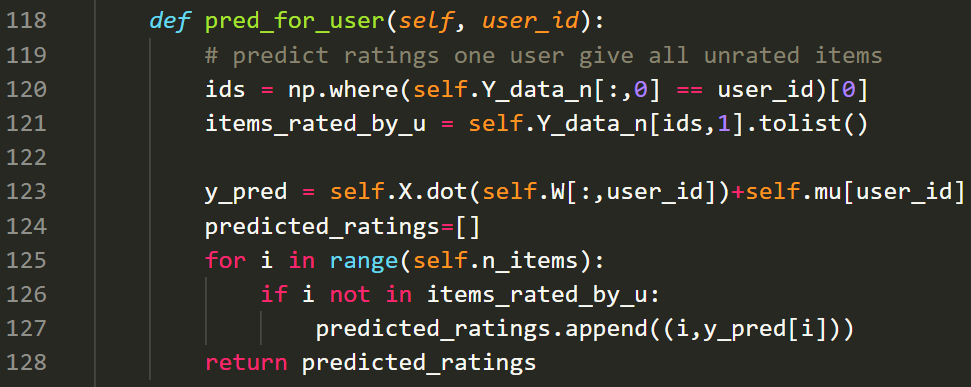 118 def pred_for_user(self, user_id):
119 # predict ratings one user give all unrated items
120 ids = np.where(self.Y_data_n[:,0] == user_id)[0]
121 items_rated_by_u = self.Y_data_n[ids,1].tolist()
122
123 y_pred = self.X.dot(self.W[:,user_id])+self.mu[user_id]
124 predicted_ratings=[]
125 for i in range(self.n_items):
126 if i not in items_rated_by_u:
127 predicted_ratings.append((i,y_pred[i]))
128 return predicted_ratings